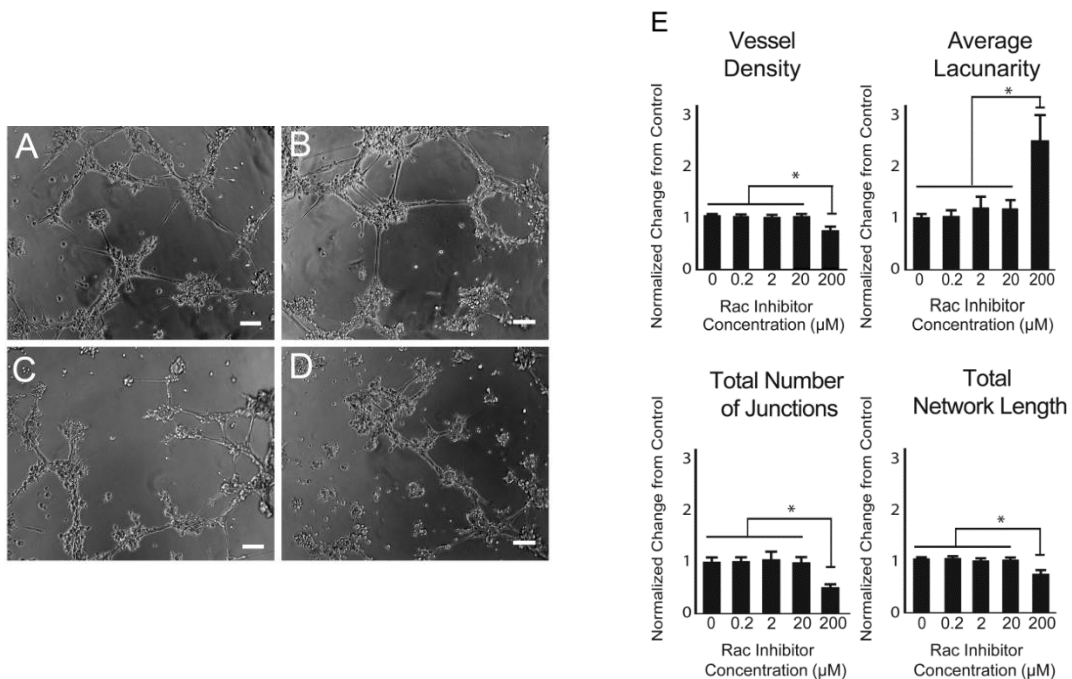 A
B
C
D
E
Vessel
Density
Normalized Change from Control
3
2
1
0
*
0 0.2 2 20 200
Rac Inhibitor
Concentration (µM)
Average
Lacunarity
Normalized Change from Control
3
2
1
0
*
0 0.2 2 20 200
Rac Inhibitor
Concentration (µM)
Total Number
of Junctions
Normalized Change from Control
3
2
1
0
*
0 0.2 2 20 200
Rac Inhibitor
Concentration (µM)
Total
Network Length
Normalized Change from Control
3
2
1
0
*
0 0.2 2 20 200
Rac Inhibitor
Concentration (µM)